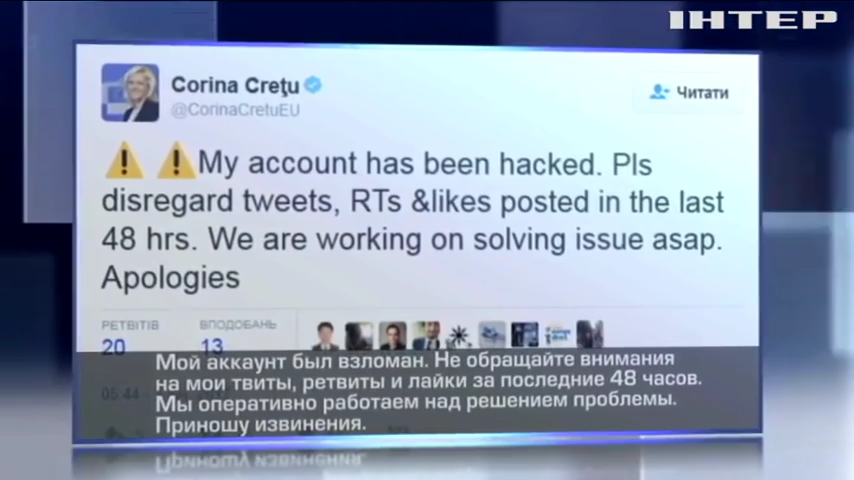 ІНТЕР
Corina Crețu
@CorinaCretuEU
Читати
My account has been hacked. Pls
disregard tweets, RTs &likes posted in the last
48 hrs. We are working on solving issue asap.
Apologies
РЕТВІТІВ
ВПОДОБАНЬ
20
13
Мой аккаунт был взломан. Не обращайте внимания
на мои твиты, ретвиты и лайки за последние 48 часов.
Мы оперативно работаем над решением проблемы.
Приношу извинения.